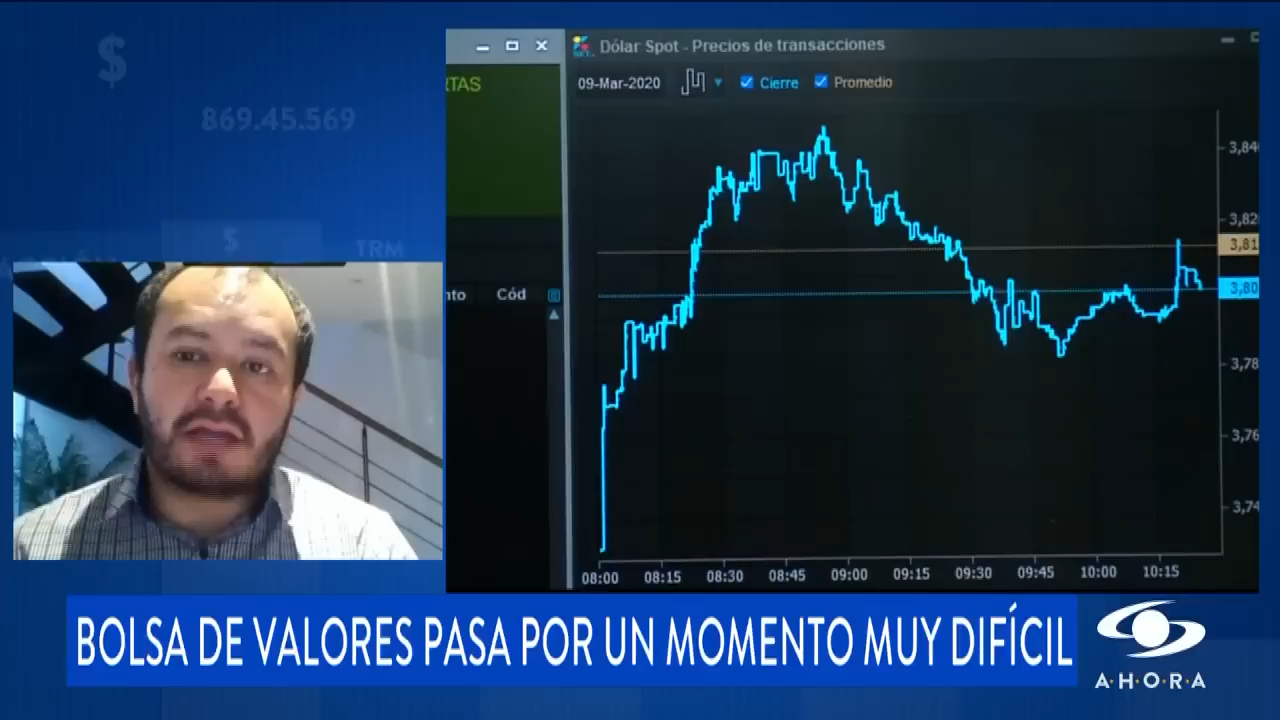 $
869.45.569
$
TRM
RTAS
nto
Cód
Dólar Spot - Precios de transacciones
09-Mar-2020
Cierre
Promedio
3,84
3,82
3,81
3,80
3,78
3,76
3,74
08:00 08:15 08:30 08:45 09:00 09:15 09:30 09:45 10:00 10:15
BOLSA DE VALORES PASA POR UN MOMENTO MUY DIFÍCIL
A·H·O·R·A